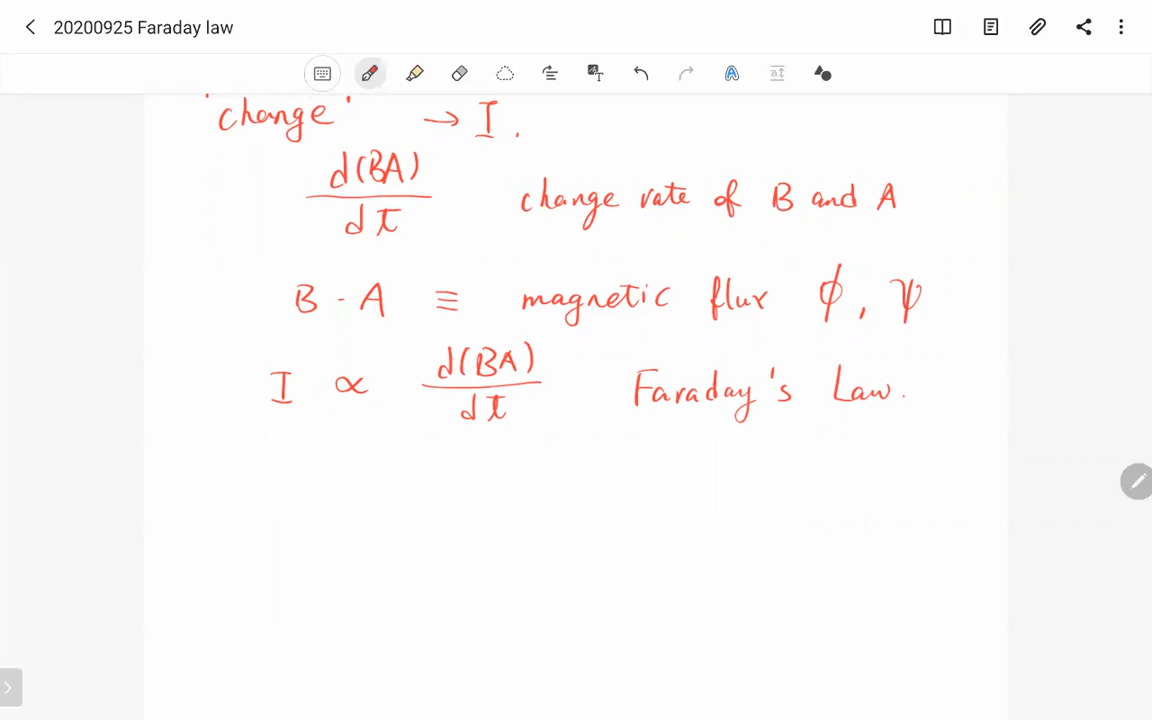 20200925 Faraday law
'change' → I.
d(BA)/dt change rate of B and A
B · A ≡ magnetic flux ϕ, ψ
I ∝ d(BA)/dt Faraday's Law.